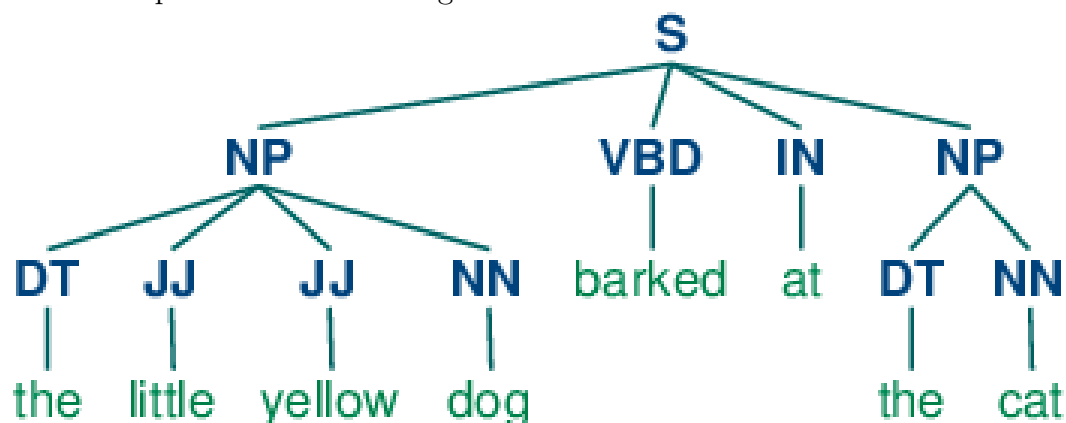 S
NP VBD IN NP
DT JJ JJ NN barked at DT NN
the little yellow dog the cat